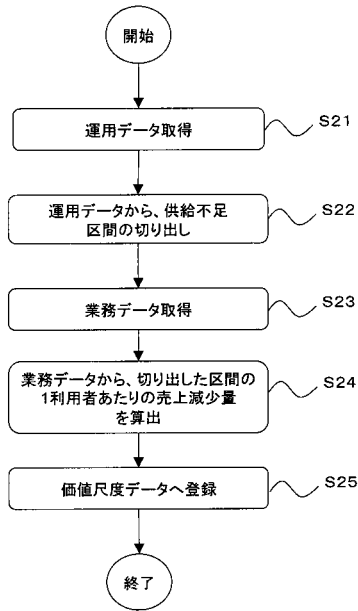 開始
運用データ取得
S21
運用データから、供給不足
区間の切り出し
S22
業務データ取得
S23
業務データから、切り出した区間の
1利用者あたりの売上減少量
を算出
S24
価値尺度データへ登録
S25
終了